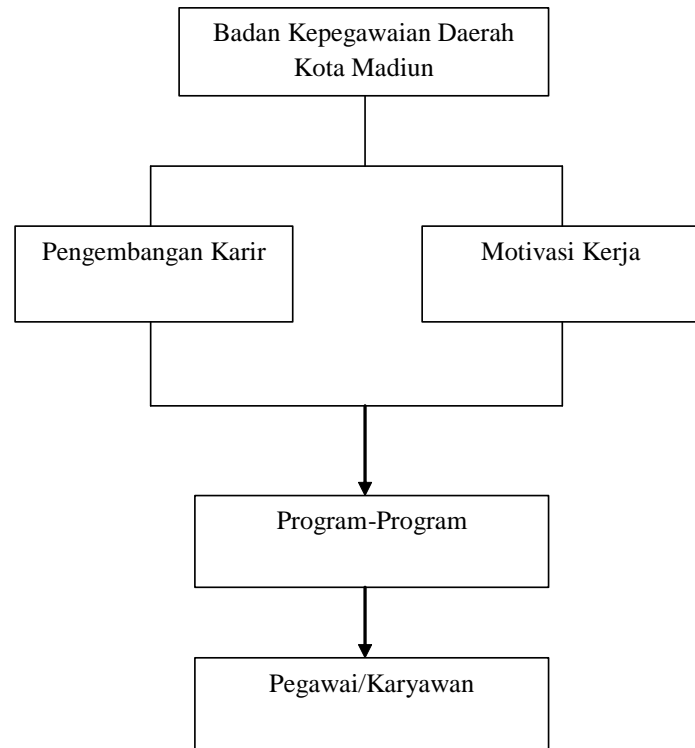 Badan Kepegawaian Daerah
Kota Madiun
Pengembangan Karir
Motivasi Kerja
Program-Program
Pegawai/Karyawan